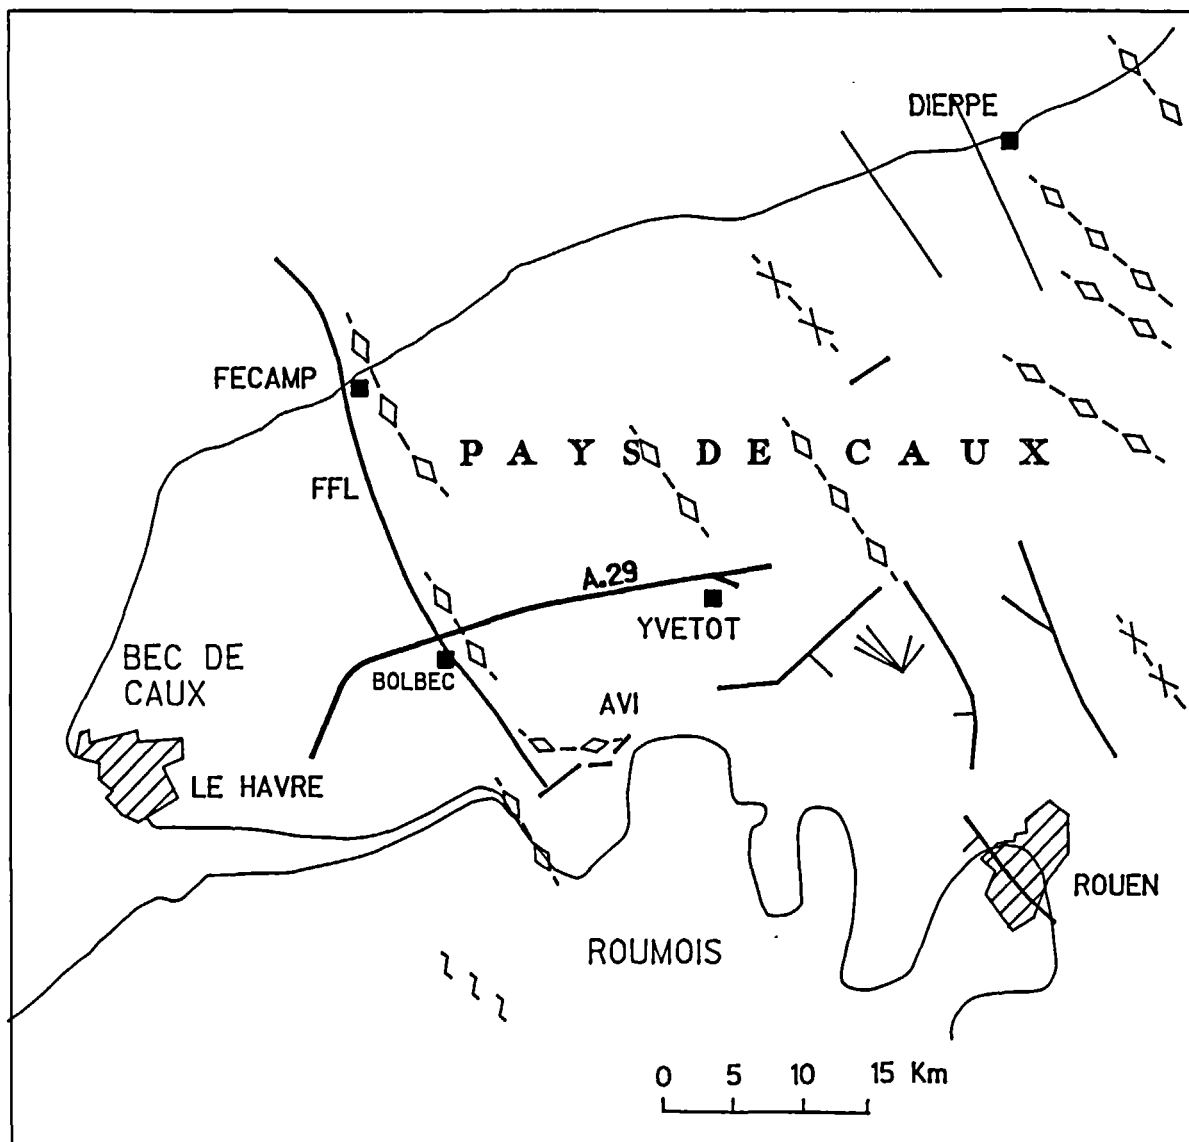 DIERPE
FECAMP
PAYS DE CAUX
FFL
A.29
YVETOT
BEC DE
CAUX
BOLBEC
AVI
LE HAVRE
ROUEN
ROUMOIS
0 5 10 15 Km